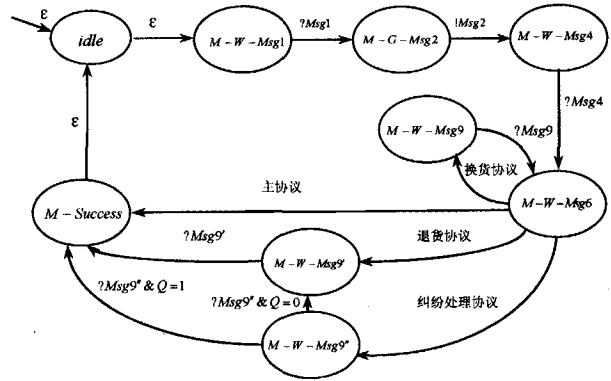 ε
idle
ε
M-W-Msg1
?Msg1
M-G-Msg2
!Msg2
M-W-Msg4
?Msg4
M-W-Msg9
?Msg9
换货协议
ε
主协议
M-W-Msg6
M-Success
?Msg9′
退货协议
M-W-Msg9′
?Msg9″&Q=1
?Msg9″&Q=0
纠纷处理协议
M-W-Msg9″